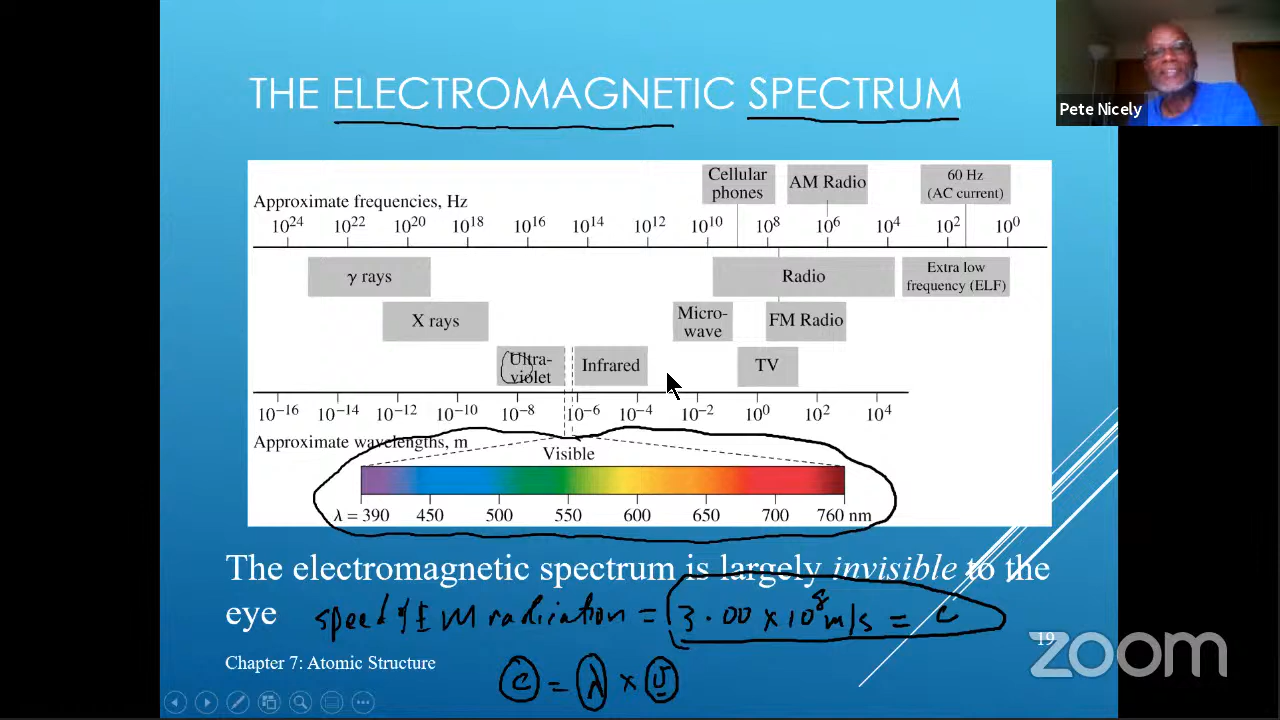 THE ELECTROMAGNETIC SPECTRUM
Pete Nicely
Cellular
phones
AM Radio
60 Hz
(AC current)
Approximate frequencies, Hz
10²⁴ 10²² 10²⁰ 10¹⁸ 10¹⁶ 10¹⁴ 10¹² 10¹⁰ 10⁸ 10⁶ 10⁴ 10² 10⁰
γ rays
Radio
Extra low
frequency (ELF)
X rays
Micro-
wave
FM Radio
Ultra-
violet
Infrared
TV
10⁻¹⁶ 10⁻¹⁴ 10⁻¹² 10⁻¹⁰ 10⁻⁸ 10⁻⁶ 10⁻⁴ 10⁻² 10⁰ 10² 10⁴
Approximate wavelengths, m
Visible
λ = 390 450 500 550 600 650 700 760 nm
The electromagnetic spectrum is largely invisible to the
eye
speed of EM radiation = 3.00 x 10⁸ m/s = c
19
Chapter 7: Atomic Structure
c = λ x υ
zoom